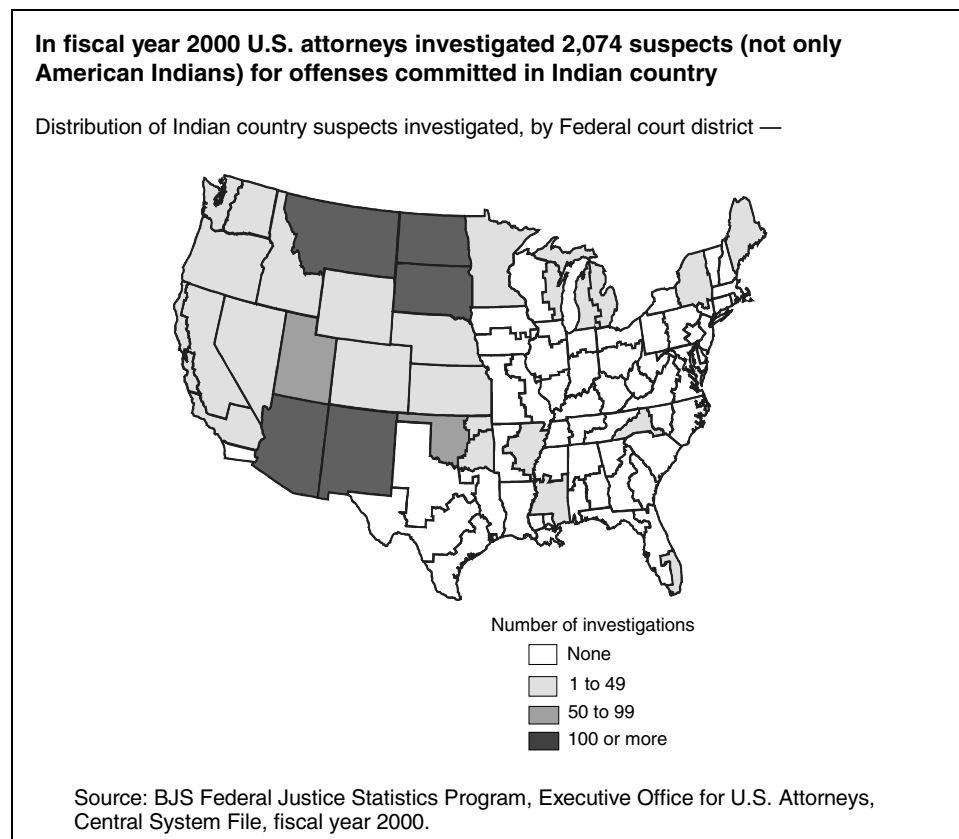 In fiscal year 2000 U.S. attorneys investigated 2,074 suspects (not only
American Indians) for offenses committed in Indian country
Distribution of Indian country suspects investigated, by Federal court district —
Number of investigations
None
1 to 49
50 to 99
100 or more
Source: BJS Federal Justice Statistics Program, Executive Office for U.S. Attorneys,
Central System File, fiscal year 2000.